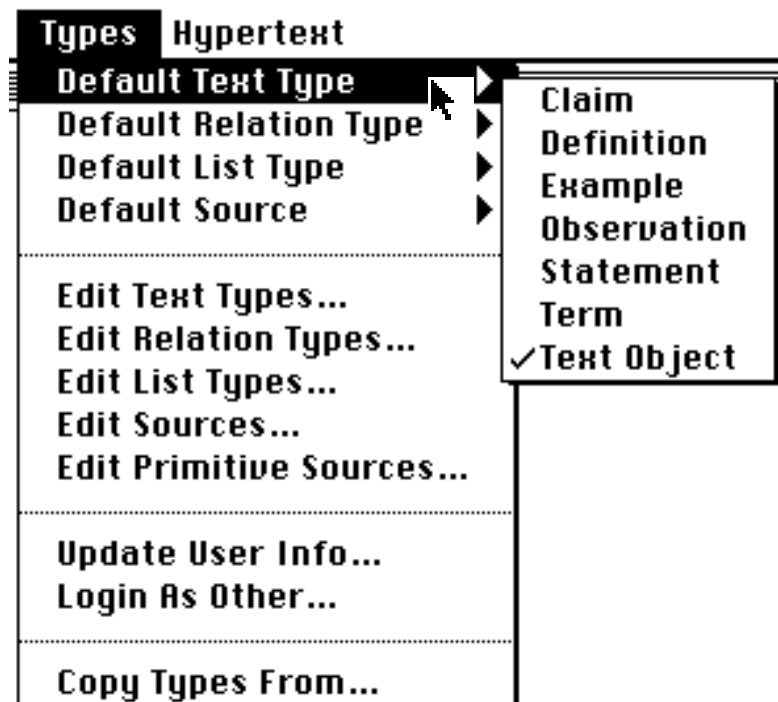 Types Hypertext
Default Text Type
Default Relation Type
Default List Type
Default Source
Edit Text Types...
Edit Relation Types...
Edit List Types...
Edit Sources...
Edit Primitive Sources...
Update User Info...
Login As Other...
Copy Types From...
Claim
Definition
Example
Observation
Statement
Term
✓Text Object